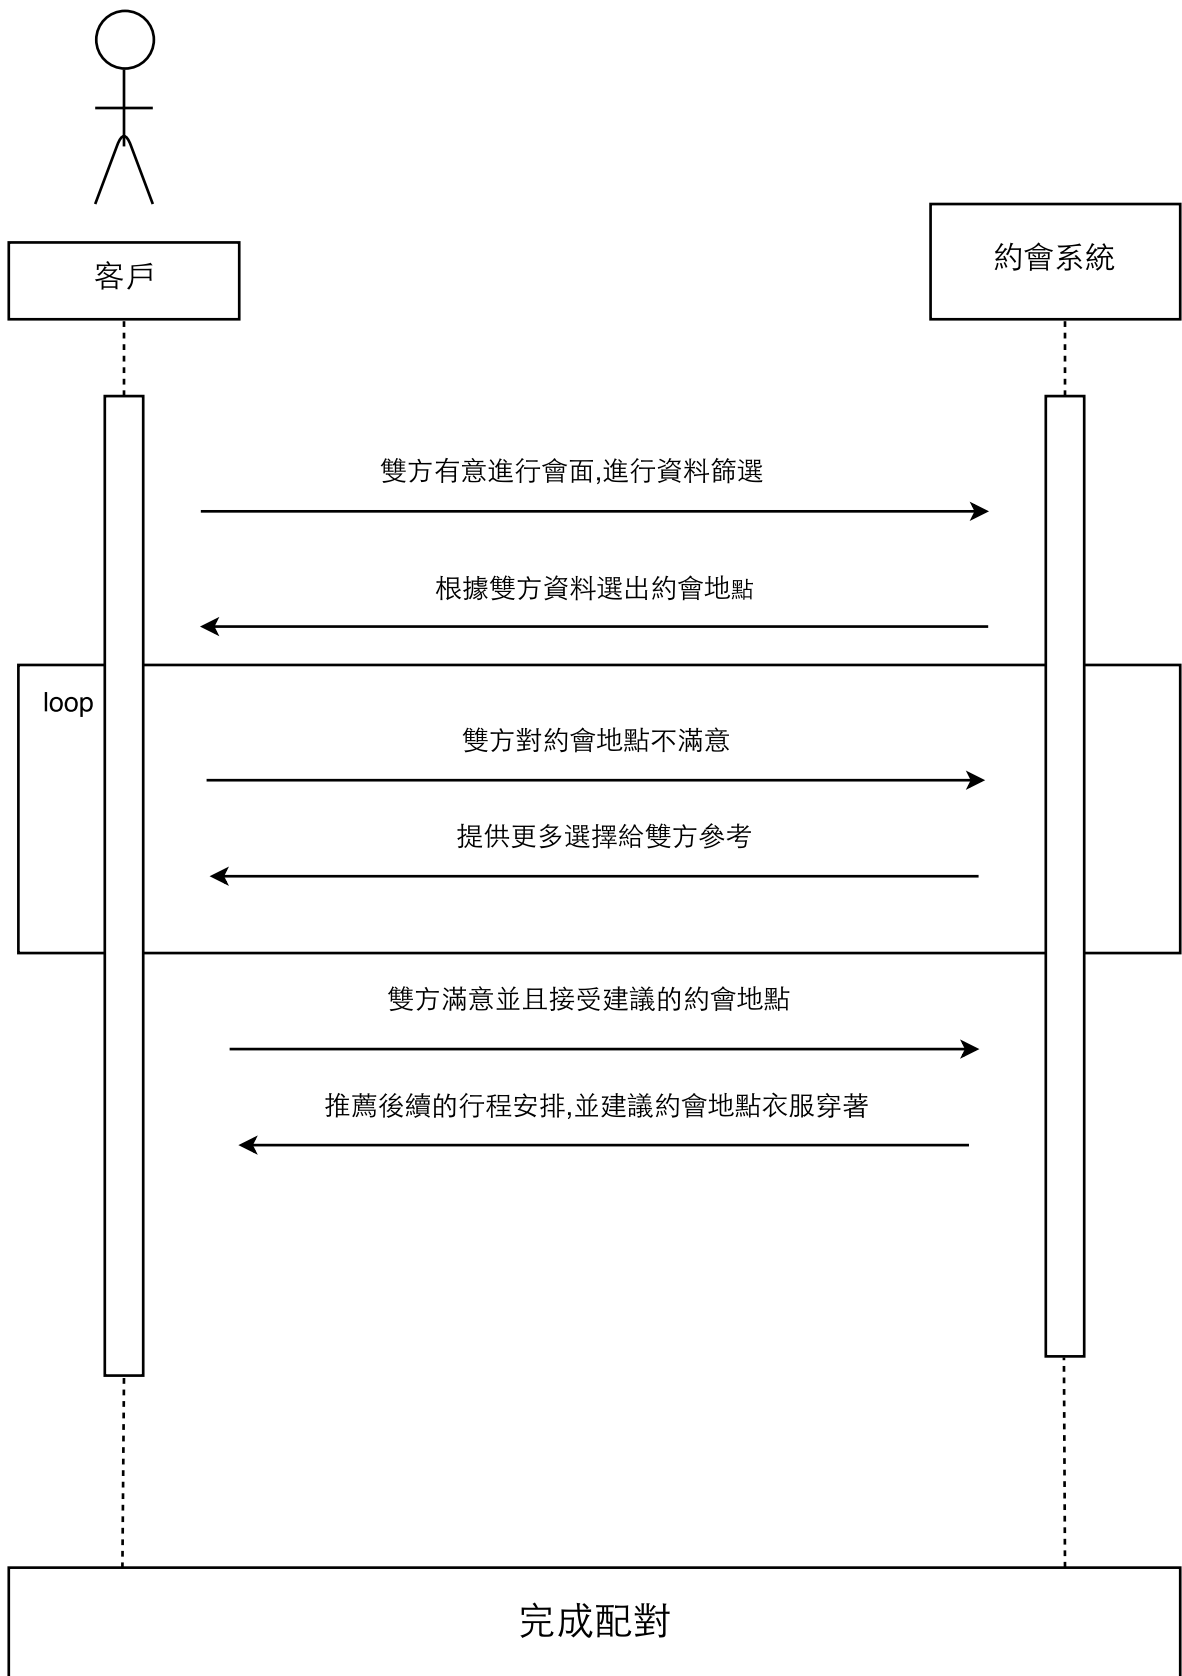 客戶
約會系統
雙方有意進行會面,進行資料篩選
根據雙方資料選出約會地點
loop
雙方對約會地點不滿意
提供更多選擇給雙方參考
雙方滿意並且接受建議的約會地點
推薦後續的行程安排,並建議約會地點衣服穿著
完成配對